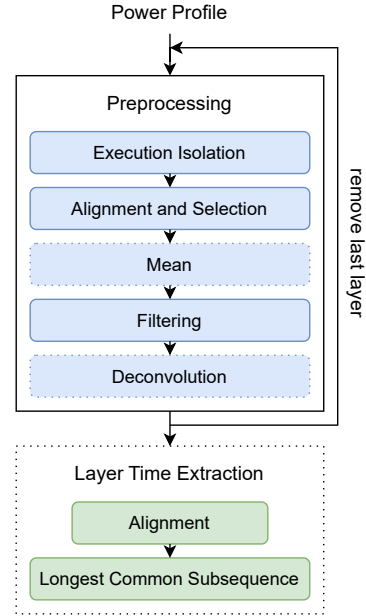 Power Profile
Preprocessing
Execution Isolation
Alignment and Selection
Mean
Filtering
Deconvolution
remove last layer
Layer Time Extraction
Alignment
Longest Common Subsequence